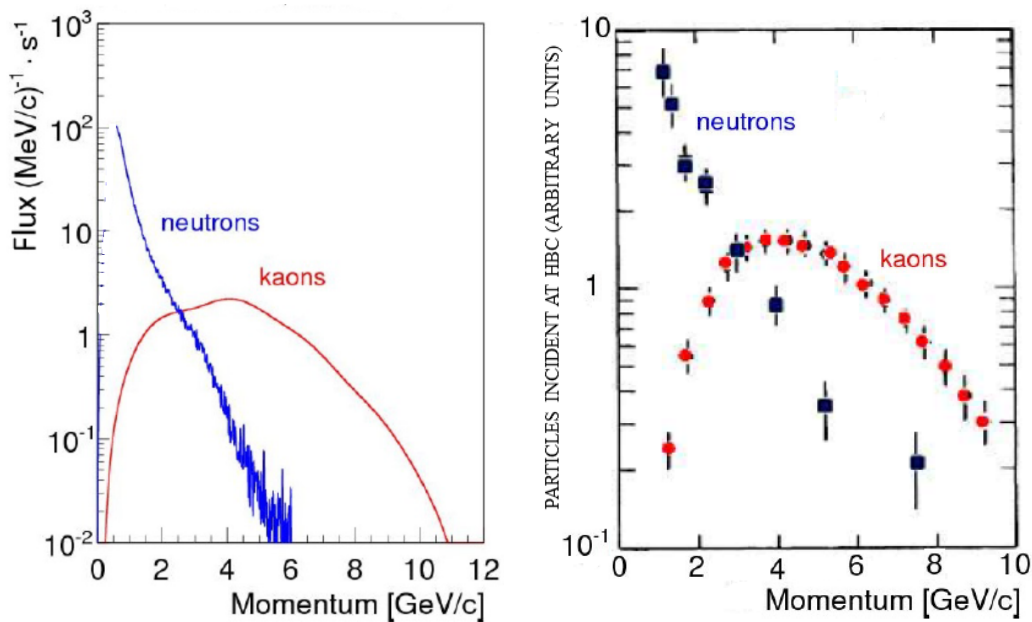 10³
10²
10
1
10⁻¹
10⁻²
Flux (MeV/c)⁻¹ · s⁻¹
neutrons
kaons
0 2 4 6 8 10 12
Momentum [GeV/c]
10
1
10⁻¹
PARTICLES INCIDENT AT HBC (ARBITRARY UNITS)
neutrons
kaons
0 2 4 6 8 10
Momentum [GeV/c]